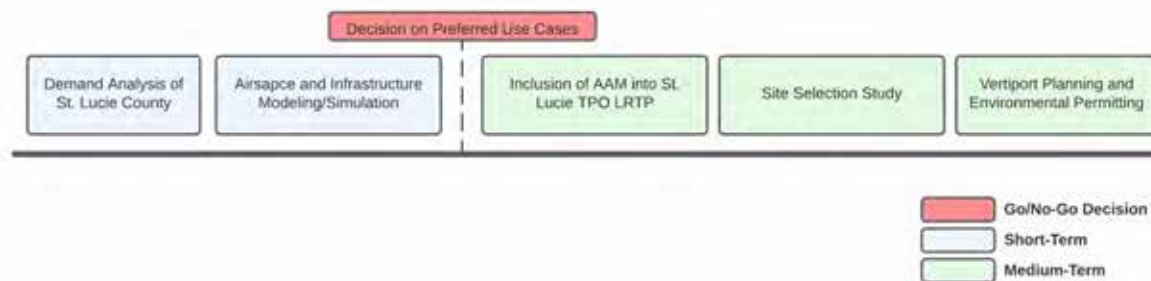 Decision on Preferred Use Cases
Demand Analysis of
St. Lucie County
Airsapce and Infrastructure
Modeling/Simulation
Inclusion of AAM into St.
Lucie TPO LRTP
Site Selection Study
Vertiport Planning and
Environmental Permitting
Go/No-Go Decision
Short-Term
Medium-Term